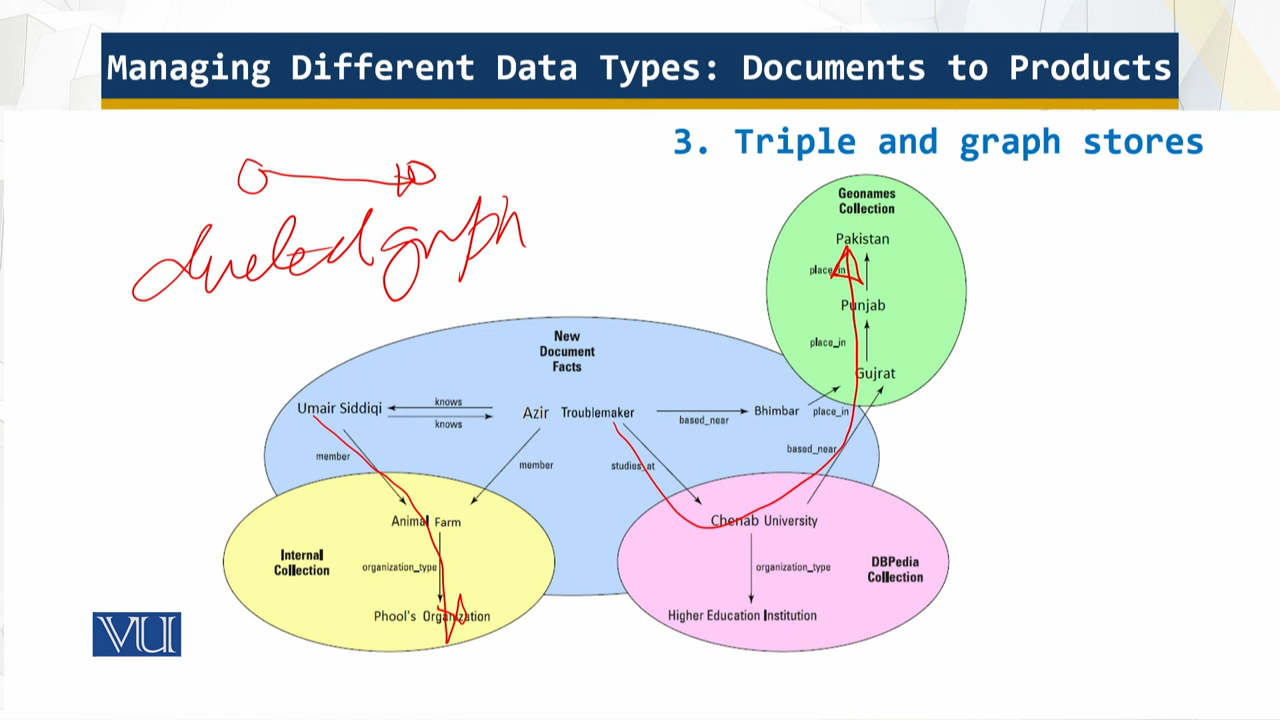 Managing Different Data Types: Documents to Products
3. Triple and graph stores
directed graph
Geonames
Collection
Pakistan
place_in
Punjab
place_in
Gujrat
New
Document
Facts
Umair Siddiqi
knows
knows
Azir Troublemaker
based_near
Bhimbar
place_in
based_near
member
member
studies_at
Animal Farm
Chenab University
Internal
Collection
organization_type
organization_type
DBPedia
Collection
Phool's Organization
Higher Education Institution
VU